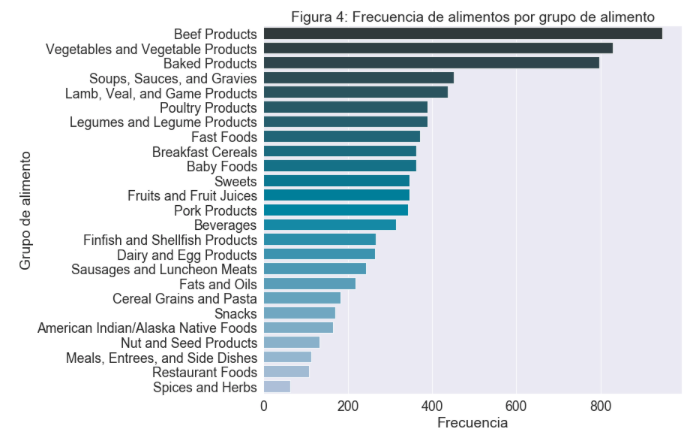 Figura 4: Frecuencia de alimentos por grupo de alimento
Grupo de alimento
Beef Products
Vegetables and Vegetable Products
Baked Products
Soups, Sauces, and Gravies
Lamb, Veal, and Game Products
Poultry Products
Legumes and Legume Products
Fast Foods
Breakfast Cereals
Baby Foods
Sweets
Fruits and Fruit Juices
Pork Products
Beverages
Finfish and Shellfish Products
Dairy and Egg Products
Sausages and Luncheon Meats
Fats and Oils
Cereal Grains and Pasta
Snacks
American Indian/Alaska Native Foods
Nut and Seed Products
Meals, Entrees, and Side Dishes
Restaurant Foods
Spices and Herbs
0 200 400 600 800
Frecuencia